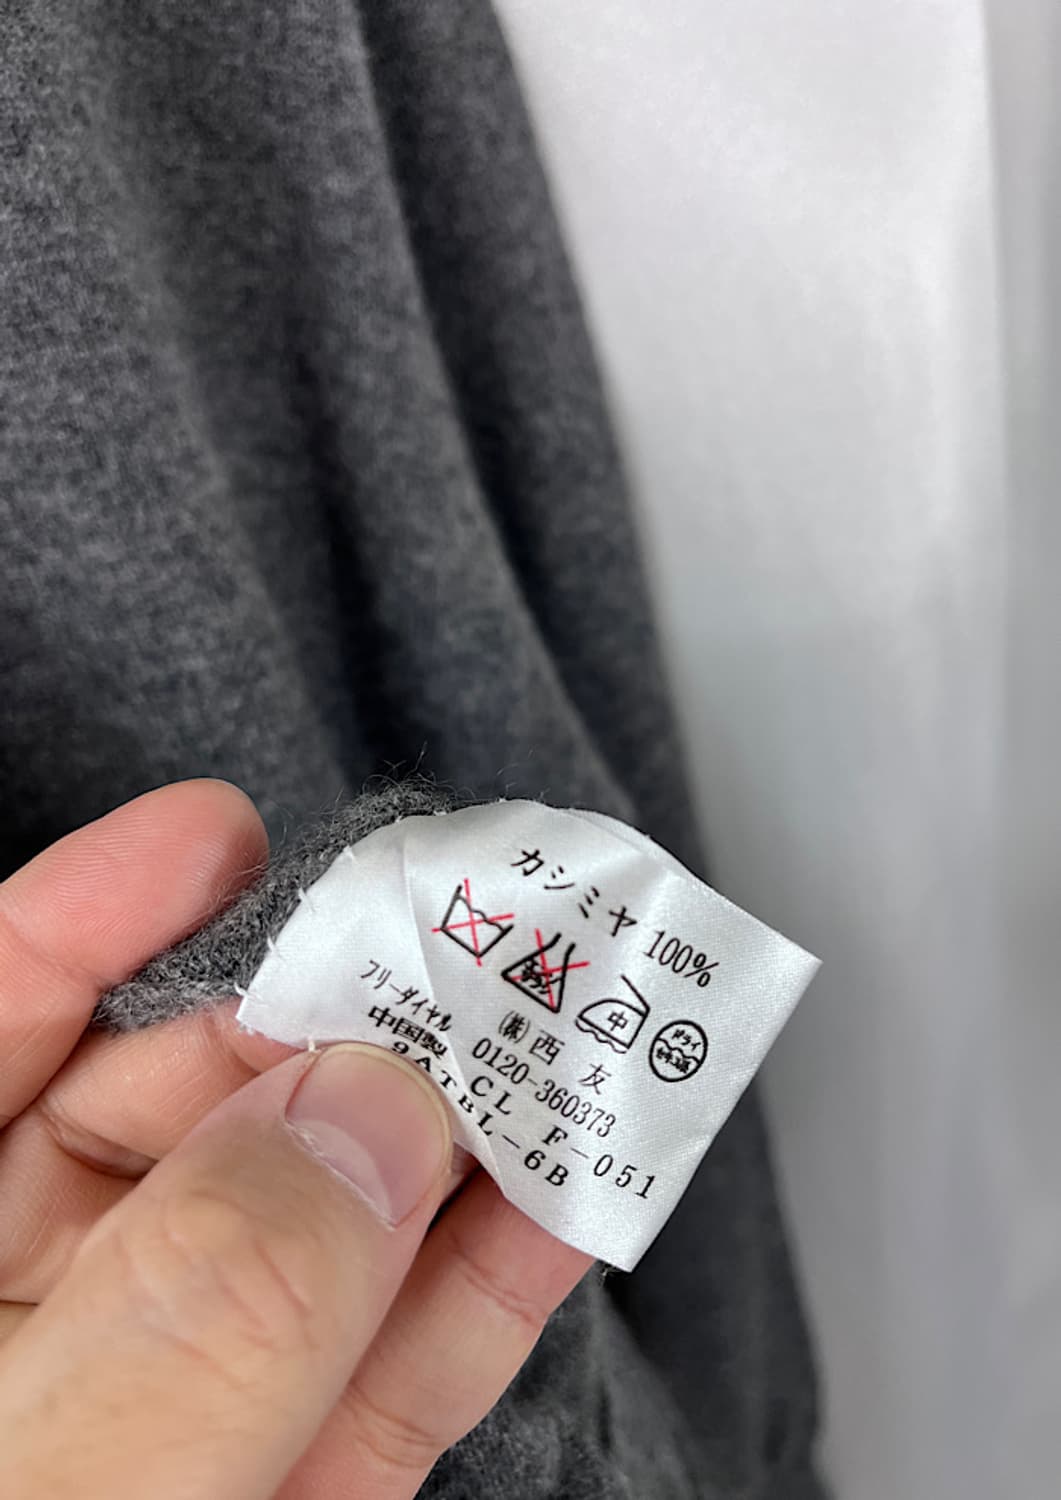 カシミヤ 100%
中
ドライ
(株) 西 友
フリーダイヤル 0120-360373
中国製 CL F-051
9ATBL-6B